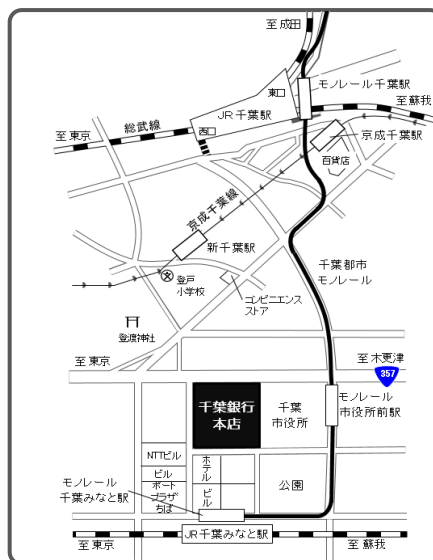 至成田
モノレール千葉駅
東口
JR千葉駅
至蘇我
総武線
西口
至東京
京成千葉駅
百貨店
京成千葉線
新千葉駅
千葉都市
モノレール
登戸
小学校
コンビニエンス
ストア
登渡神社
至東京
至木更津
357
千葉銀行
本店
千葉
市役所
モノレール
市役所前駅
NTTビル
ビル
ポート
プラザ
ちば
ホテル
ビル
公園
モノレール
千葉みなと駅
JR千葉みなと駅
至東京
至蘇我